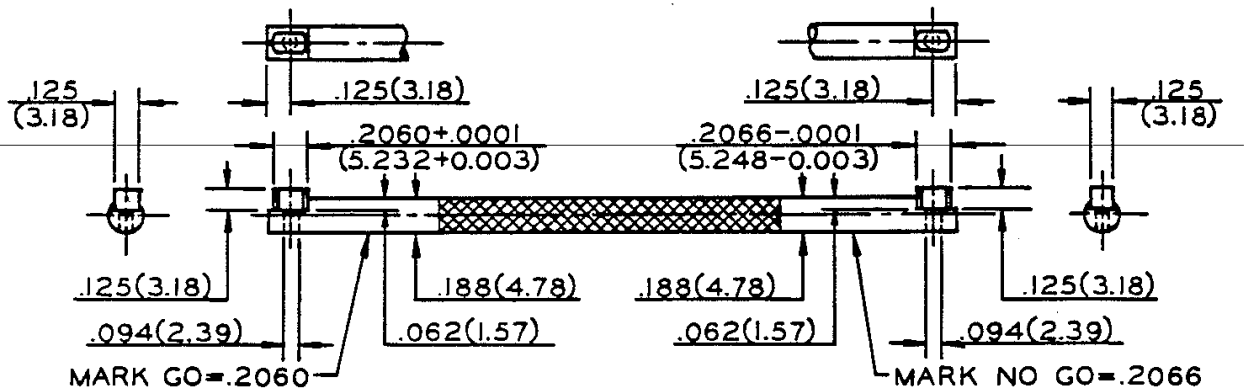 .125(3.18) .125(3.18)
.125 .125
(3.18) (3.18)
.2060+.0001 .2066-.0001
(5.232+0.003) (5.248-0.003)
.125(3.18) .188(4.78) .188(4.78) .125(3.18)
.094(2.39) .062(1.57) .062(1.57) .094(2.39)
MARK GO=.2060 MARK NO GO=.2066